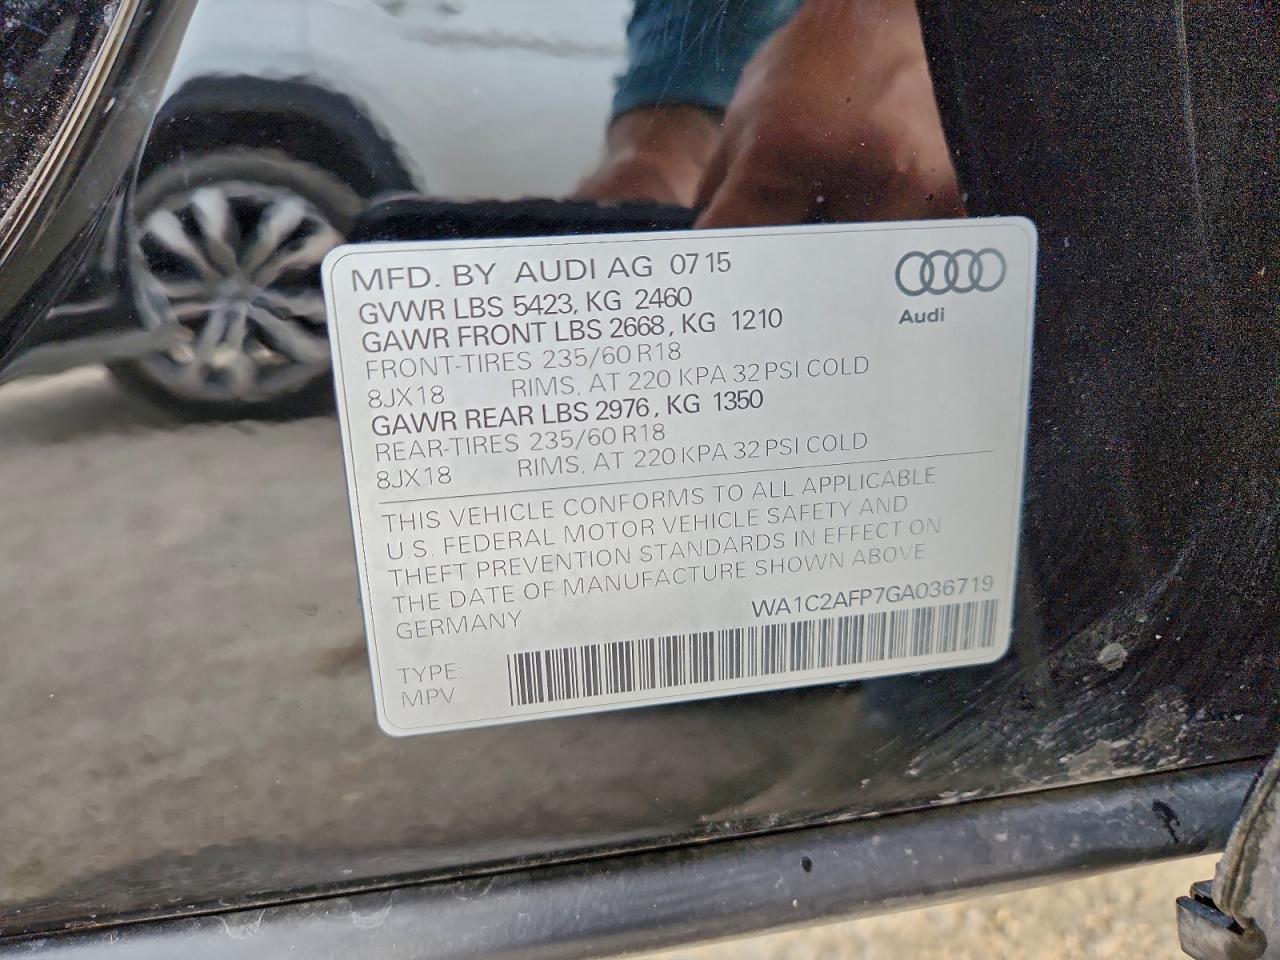 MFD. BY AUDI AG 07 15
GVWR LBS 5423, KG 2460
GAWR FRONT LBS 2668, KG 1210
FRONT-TIRES 235/60 R18
8JX18 RIMS, AT 220 KPA 32 PSI COLD
GAWR REAR LBS 2976, KG 1350
REAR-TIRES 235/60 R18
8JX18 RIMS, AT 220 KPA 32 PSI COLD
Audi
THIS VEHICLE CONFORMS TO ALL APPLICABLE
U.S. FEDERAL MOTOR VEHICLE SAFETY AND
THEFT PREVENTION STANDARDS IN EFFECT ON
THE DATE OF MANUFACTURE SHOWN ABOVE
GERMANY
WA1C2AFP7GA036719
TYPE:
MPV